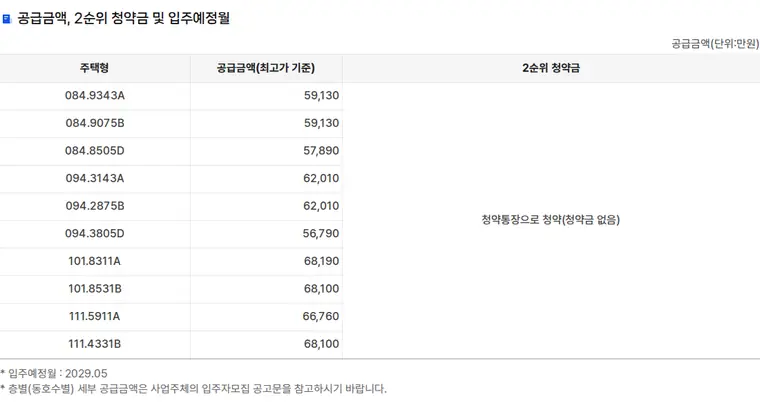 공급금액, 2순위 청약금 및 입주예정월
공급금액(단위:만원)
주택형 공급금액(최고가 기준) 2순위 청약금
084.9343A 59,130
084.9075B 59,130
084.8505D 57,890
094.3143A 62,010
094.2875B 62,010
청약통장으로 청약(청약금 없음)
094.3805D 56,790
101.8311A 68,190
101.8531B 68,100
111.5911A 66,760
111.4331B 68,100
* 입주예정월 : 2029.05
* 층별(동호수별) 세부 공급금액은 사업주체의 입주자모집 공고문을 참고하시기 바랍니다.